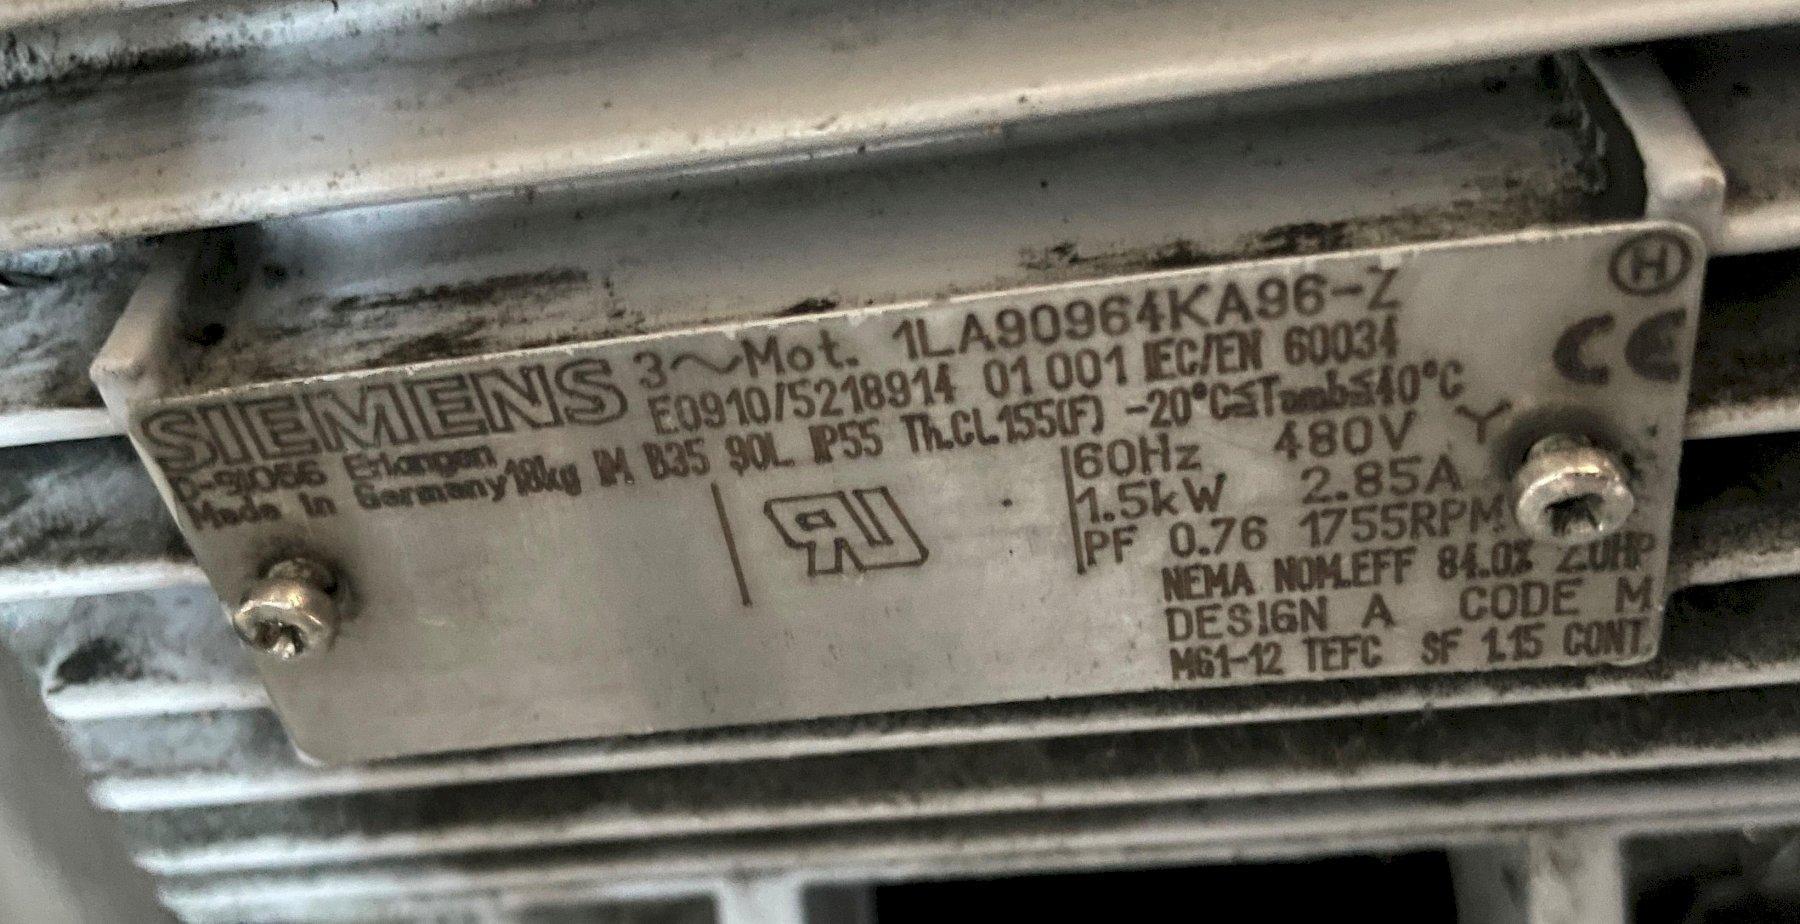 H
SIEMENS 3~Mot. 1LA90964KA96-Z
CE
E0910/5218914 01 001 IEC/EN 60034
D-91056 Erlangen
Made in Germany 18kg IM B35 90L IP55 Th.Cl.155(F) -20°C≤Tamb≤40°C
RU
60Hz 480V Y
1.5kW 2.85A
PF 0.76 1755RPM
NEMA NOM.EFF 84.0% 2.0HP
DESIGN A CODE M
MG1-12 TEFC SF 1.15 CONT.